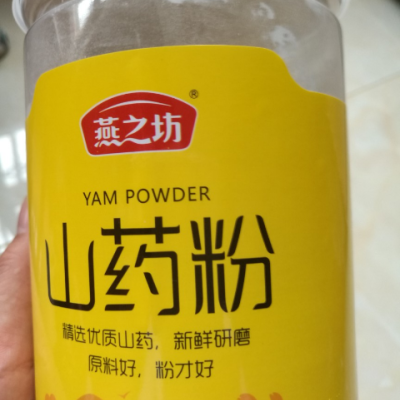 燕之坊®
YAM POWDER
山药粉
精选优质山药，新鲜研磨
原料好，粉才好